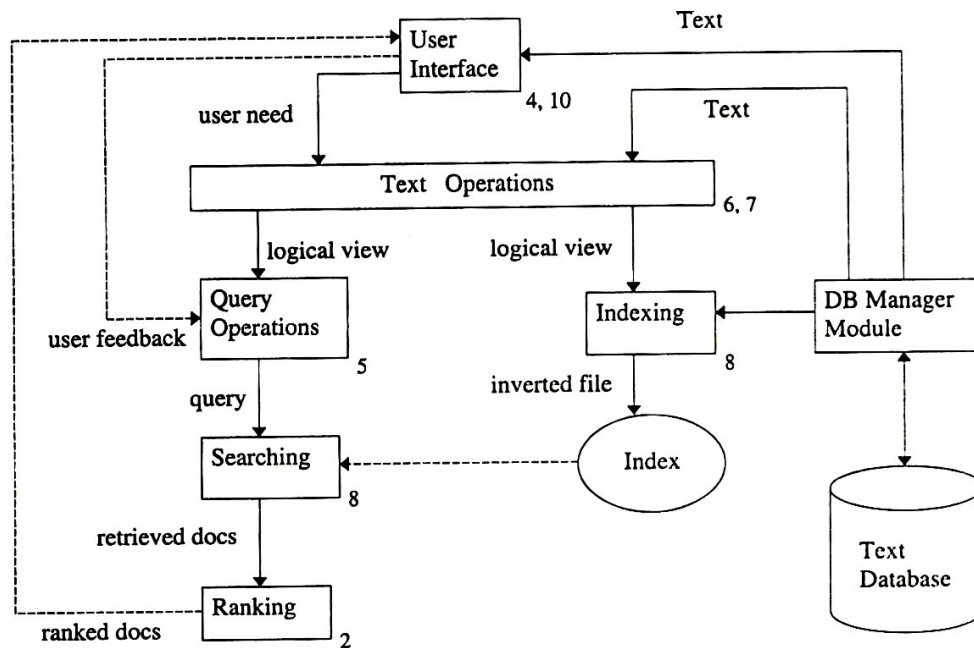 Text
User
Interface
4, 10
user need
Text
Text Operations
6, 7
logical view
logical view
Query
Operations
5
user feedback
Indexing
8
DB Manager
Module
query
inverted file
Searching
8
Index
retrieved docs
Text
Database
Ranking
2
ranked docs